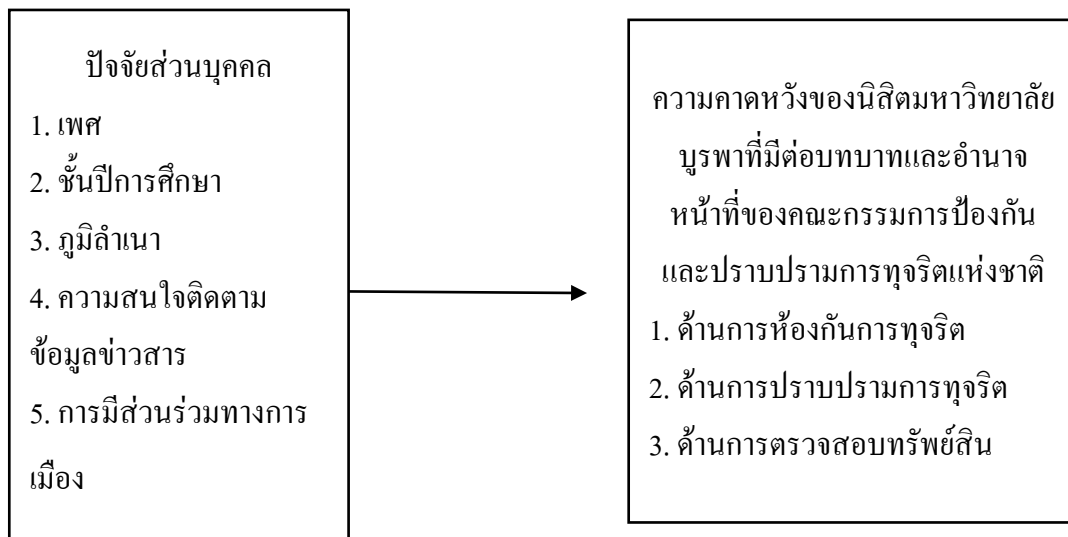 ปัจจัยส่วนบุคคล
1. เพศ
2. ชั้นปีการศึกษา
3. ภูมิลำเนา
4. ความสนใจติดตาม
ข้อมูลข่าวสาร
5. การมีส่วนร่วมทางการ
เมือง
ความคาดหวังของนิสิตมหาวิทยาลัย
บูรพาที่มีต่อบทบาทและอำนาจ
หน้าที่ของคณะกรรมการป้องกัน
และปราบปรามการทุจริตแห่งชาติ
1. ด้านการห้องกันการทุจริต
2. ด้านการปราบปรามการทุจริต
3. ด้านการตรวจสอบทรัพย์สิน